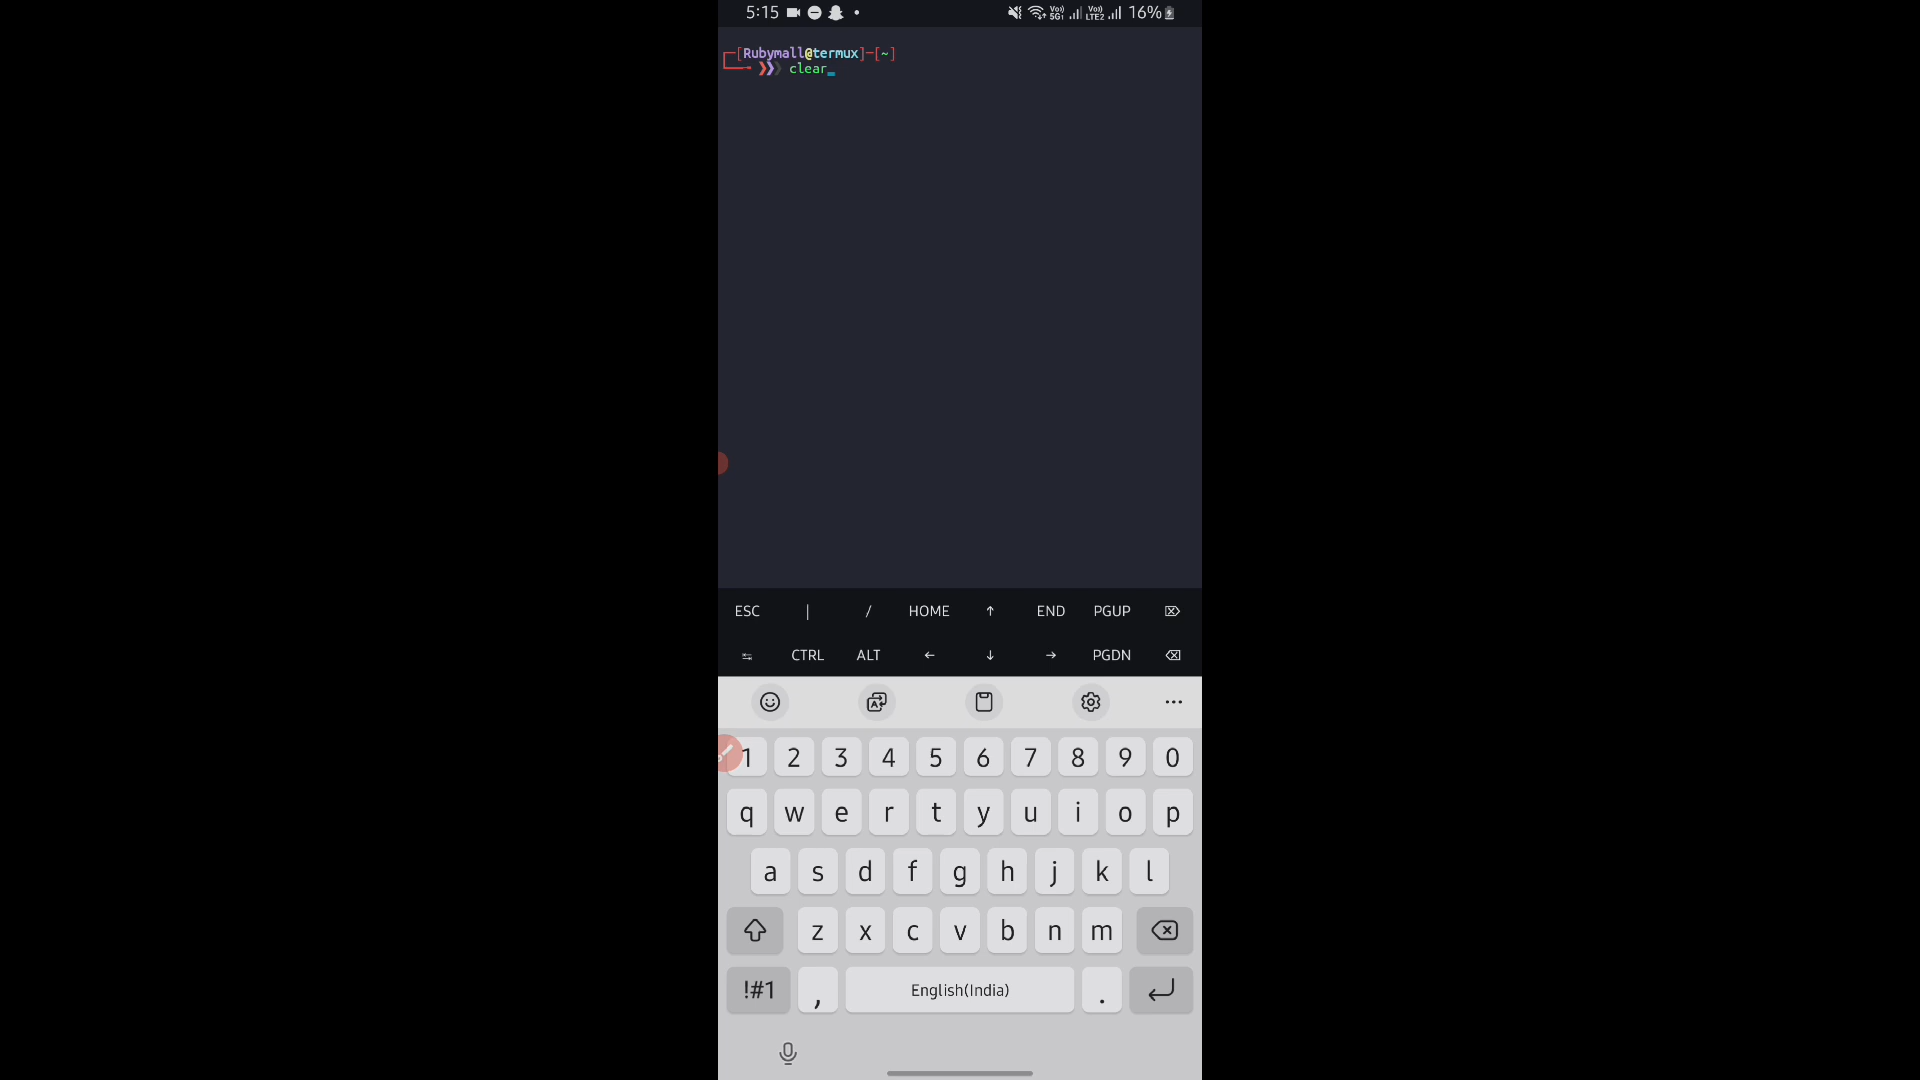 5:15 16%
[Rubymall@termux]-[~]
clear
ESC | / HOME ↑ END PGUP ⌦
↹ CTRL ALT ← ↓ → PGDN ⌫
1 2 3 4 5 6 7 8 9 0
q w e r t y u i o p
a s d f g h j k l
z x c v b n m
!#1 , English(India) .